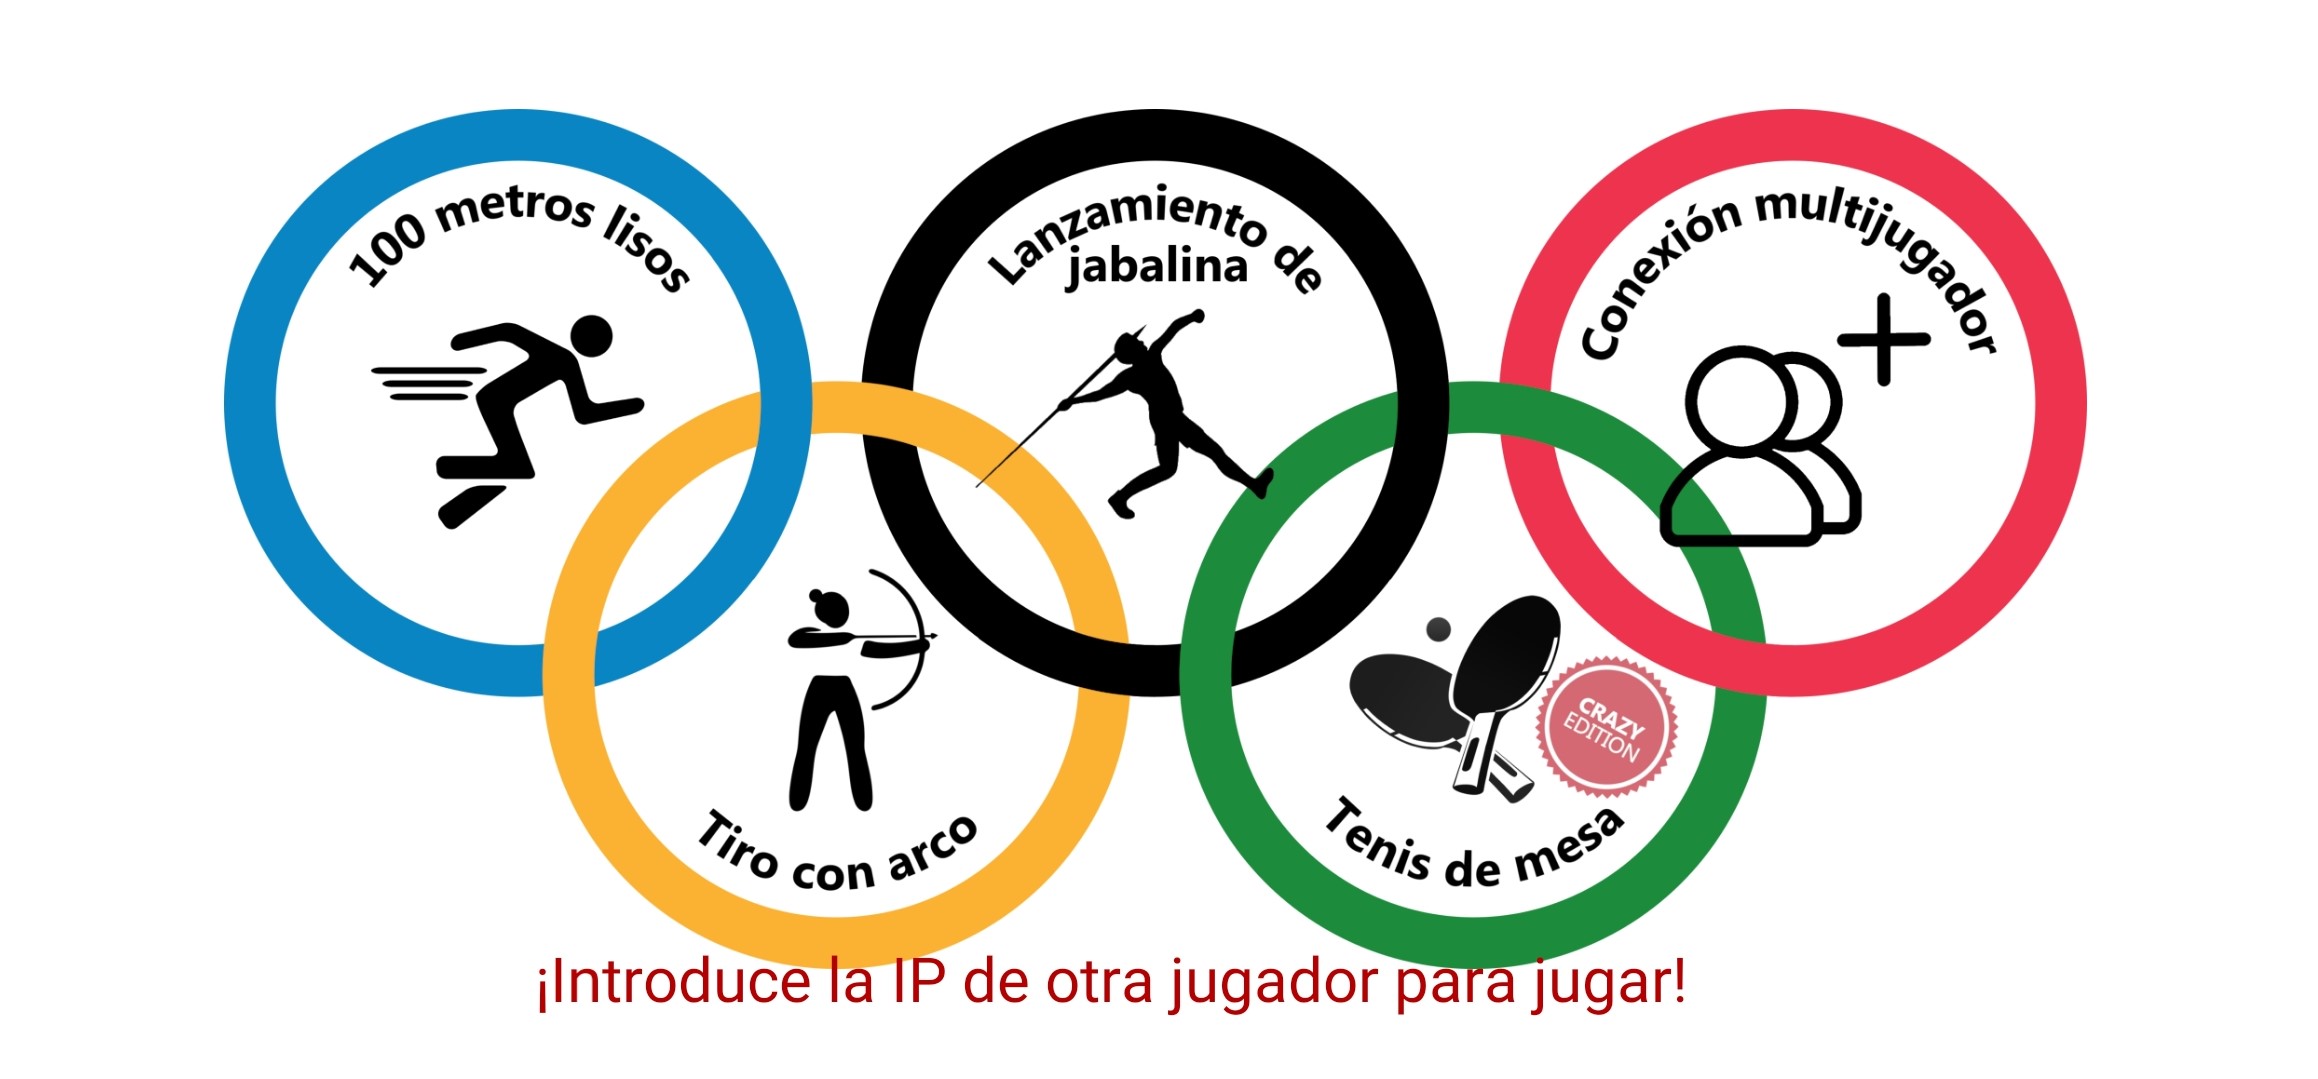 100 metros lisos
Lanzamiento de
jabalina
Conexión multijugador
Tiro con arco
CRAZY
EDITION
Tenis de mesa
¡Introduce la IP de otra jugador para jugar!